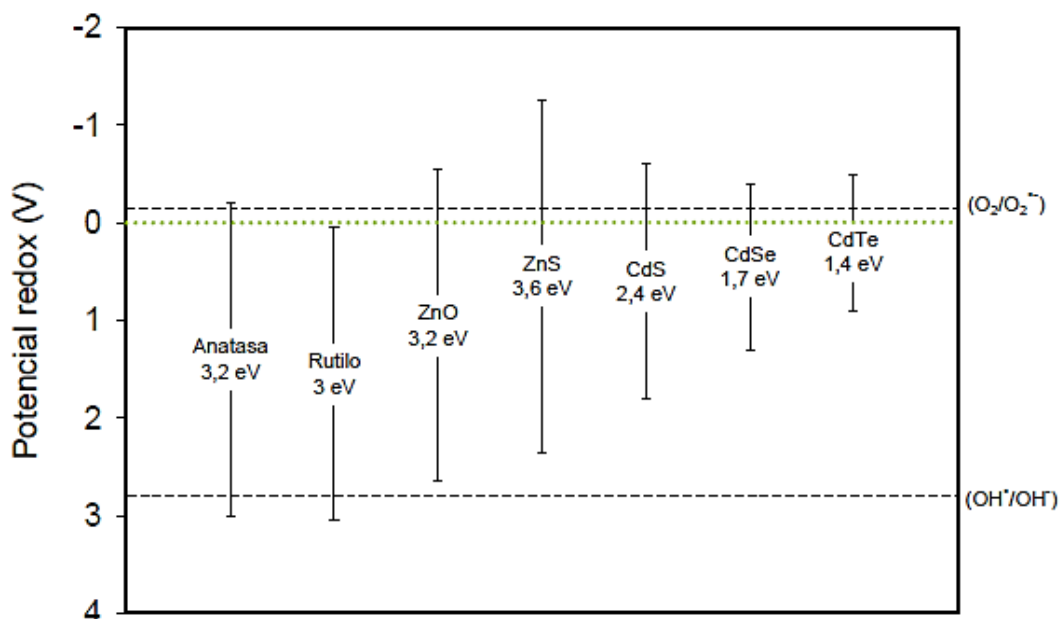 Potencial redox (V)
-2
-1
0
1
2
3
4
Anatasa
3,2 eV
Rutilo
3 eV
ZnO
3,2 eV
ZnS
3,6 eV
CdS
2,4 eV
CdSe
1,7 eV
CdTe
1,4 eV
(O₂/O₂•⁻)
(OH•/OH⁻)